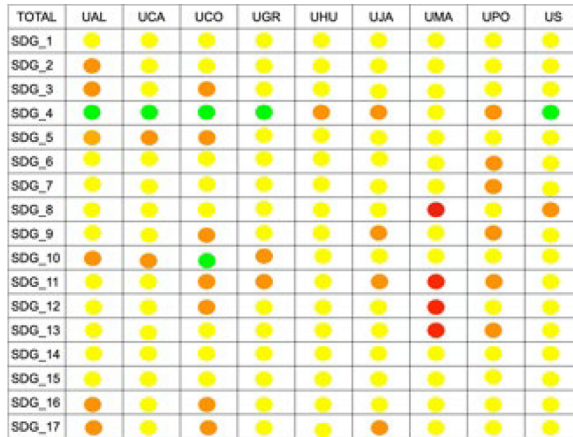 TOTAL UAL UCA UCO UGR UHU UJA UMA UPO US
SDG_1
SDG_2
SDG_3
SDG_4
SDG_5
SDG_6
SDG_7
SDG_8
SDG_9
SDG_10
SDG_11
SDG_12
SDG_13
SDG_14
SDG_15
SDG_16
SDG_17